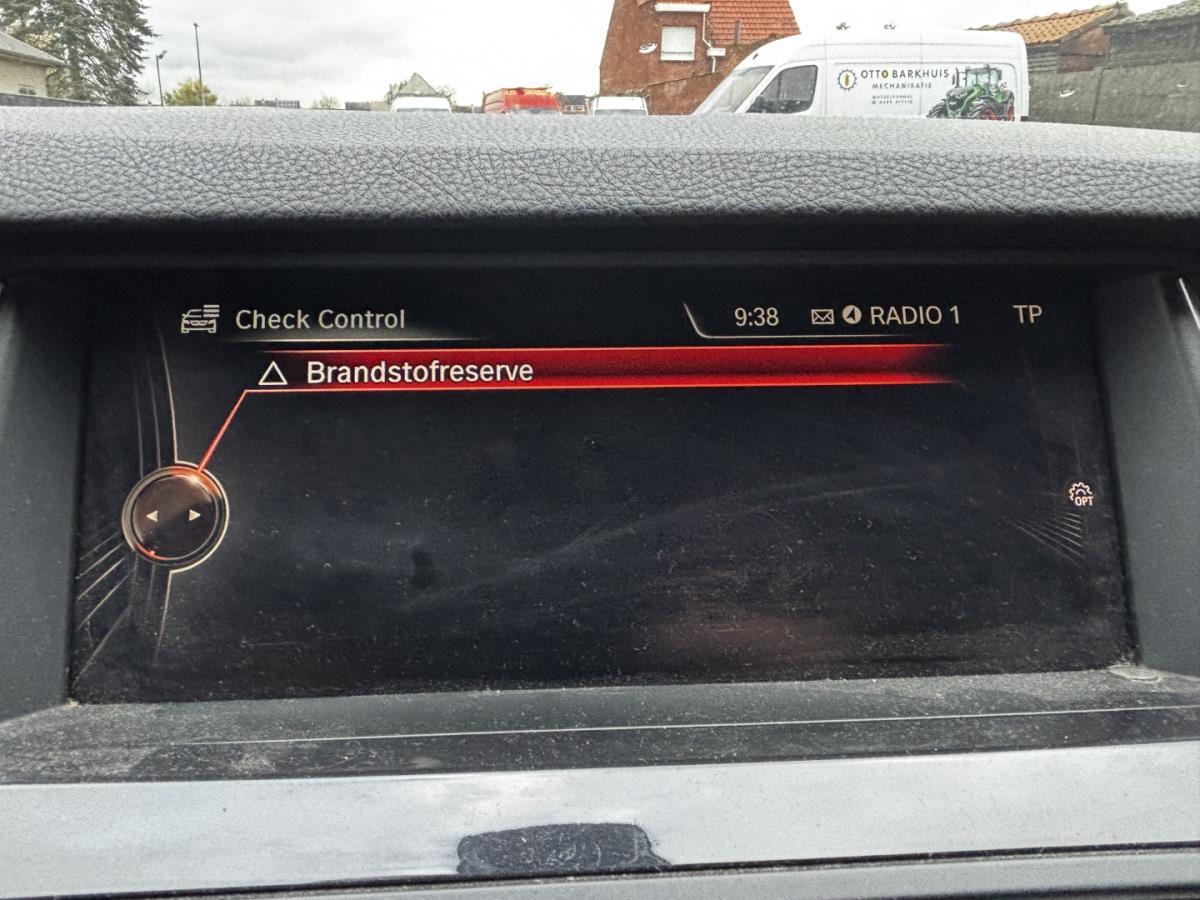 OTTO BARKHUIS
MECHANISATIE
Check Control
9:38
RADIO 1
TP
Brandstofreserve
OPT